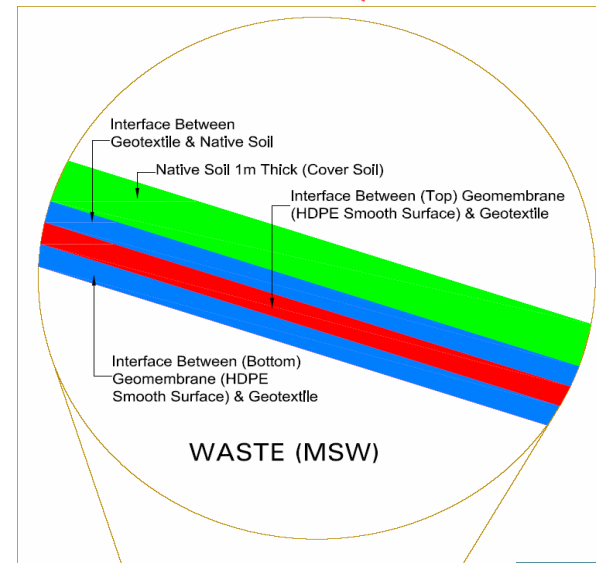 Interface Between
Geotextile & Native Soil
Native Soil 1m Thick (Cover Soil)
Interface Between (Top) Geomembrane
(HDPE Smooth Surface) & Geotextile
Interface Between (Bottom)
Geomembrane (HDPE
Smooth Surface) & Geotextile
WASTE (MSW)